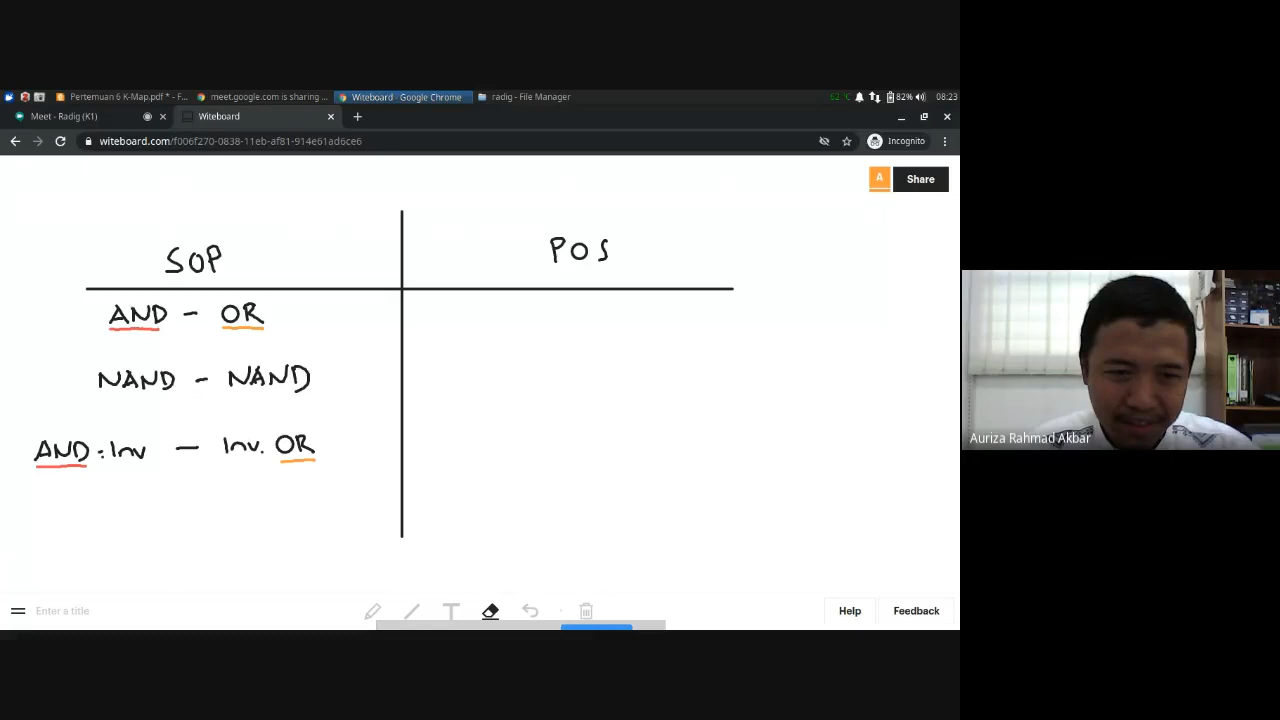 Pertemuan 6 K-Map.pdf * - F... meet.google.com is sharing ... Witeboard - Google Chrome radig - File Manager 62 °C 82% 08:23
Meet - Radig (K1) Witeboard
witeboard.com/f006f270-0838-11eb-af81-914e61ad6ce6 Incognito
A Share
SOP POS
AND - OR
NAND - NAND
AND : Inv - Inv. OR
Auriza Rahmad Akbar
Enter a title T Help Feedback